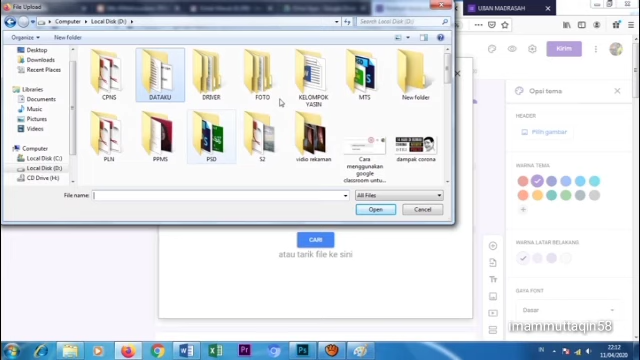 File Upload
Computer ▸ Local Disk (D:)
Search Local Disk (D:)
UJIAN MADRASAH
Organize
New folder
Kirim
Desktop
Downloads
Recent Places
Libraries
Documents
Music
Pictures
Videos
Computer
Local Disk (C:)
Local Disk (D:)
CD Drive (H:)
CPNS
DATAKU
DRIVER
FOTO
KELOMPOK YASIN
MTS
New folder
PLN
PPMS
PSD
S2
vidio rekaman
Cara
menggunakan
google
classroom untu...
dampak corona
File name:
All Files
Open
Cancel
Opsi tema
HEADER
Pilih gambar
WARNA TEMA
WARNA LATAR BELAKANG
GAYA FONT
Dasar
CARI
atau tarik file ke sini
imammuttaqin58
IN
22:12
11/04/2020